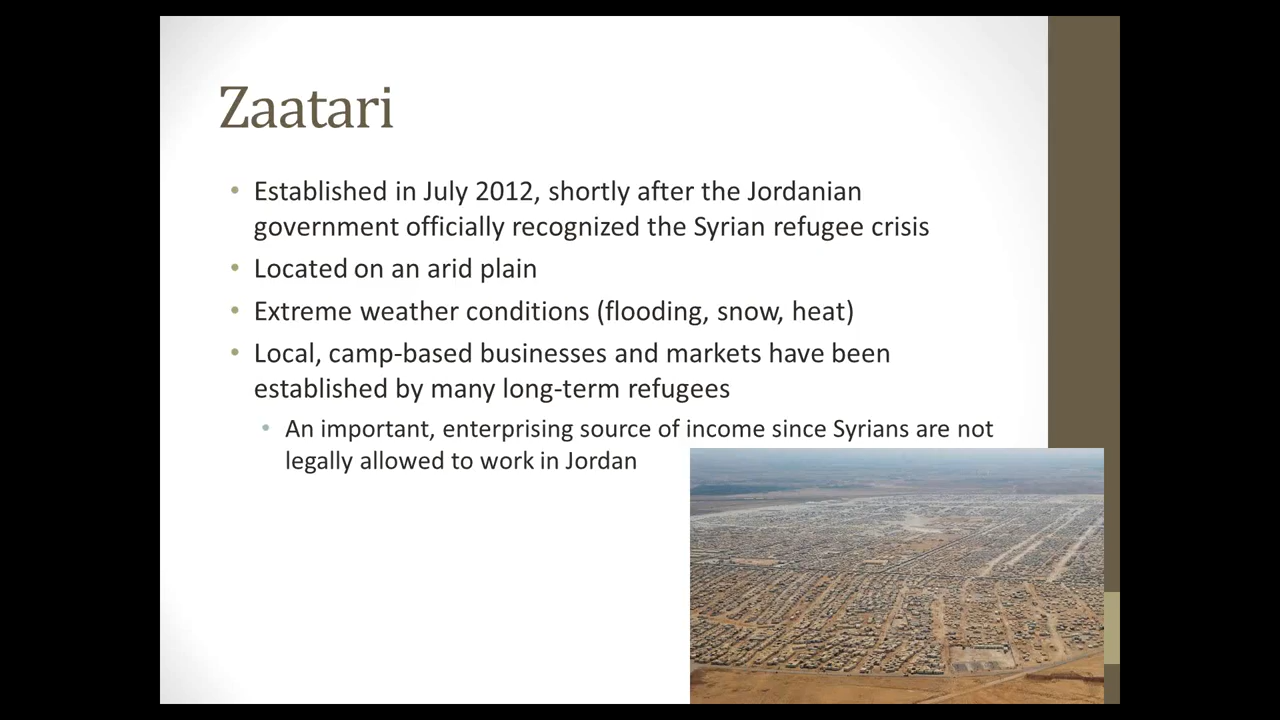 Zaatari
• Established in July 2012, shortly after the Jordanian
government officially recognized the Syrian refugee crisis
• Located on an arid plain
• Extreme weather conditions (flooding, snow, heat)
• Local, camp-based businesses and markets have been
established by many long-term refugees
• An important, enterprising source of income since Syrians are not
legally allowed to work in Jordan